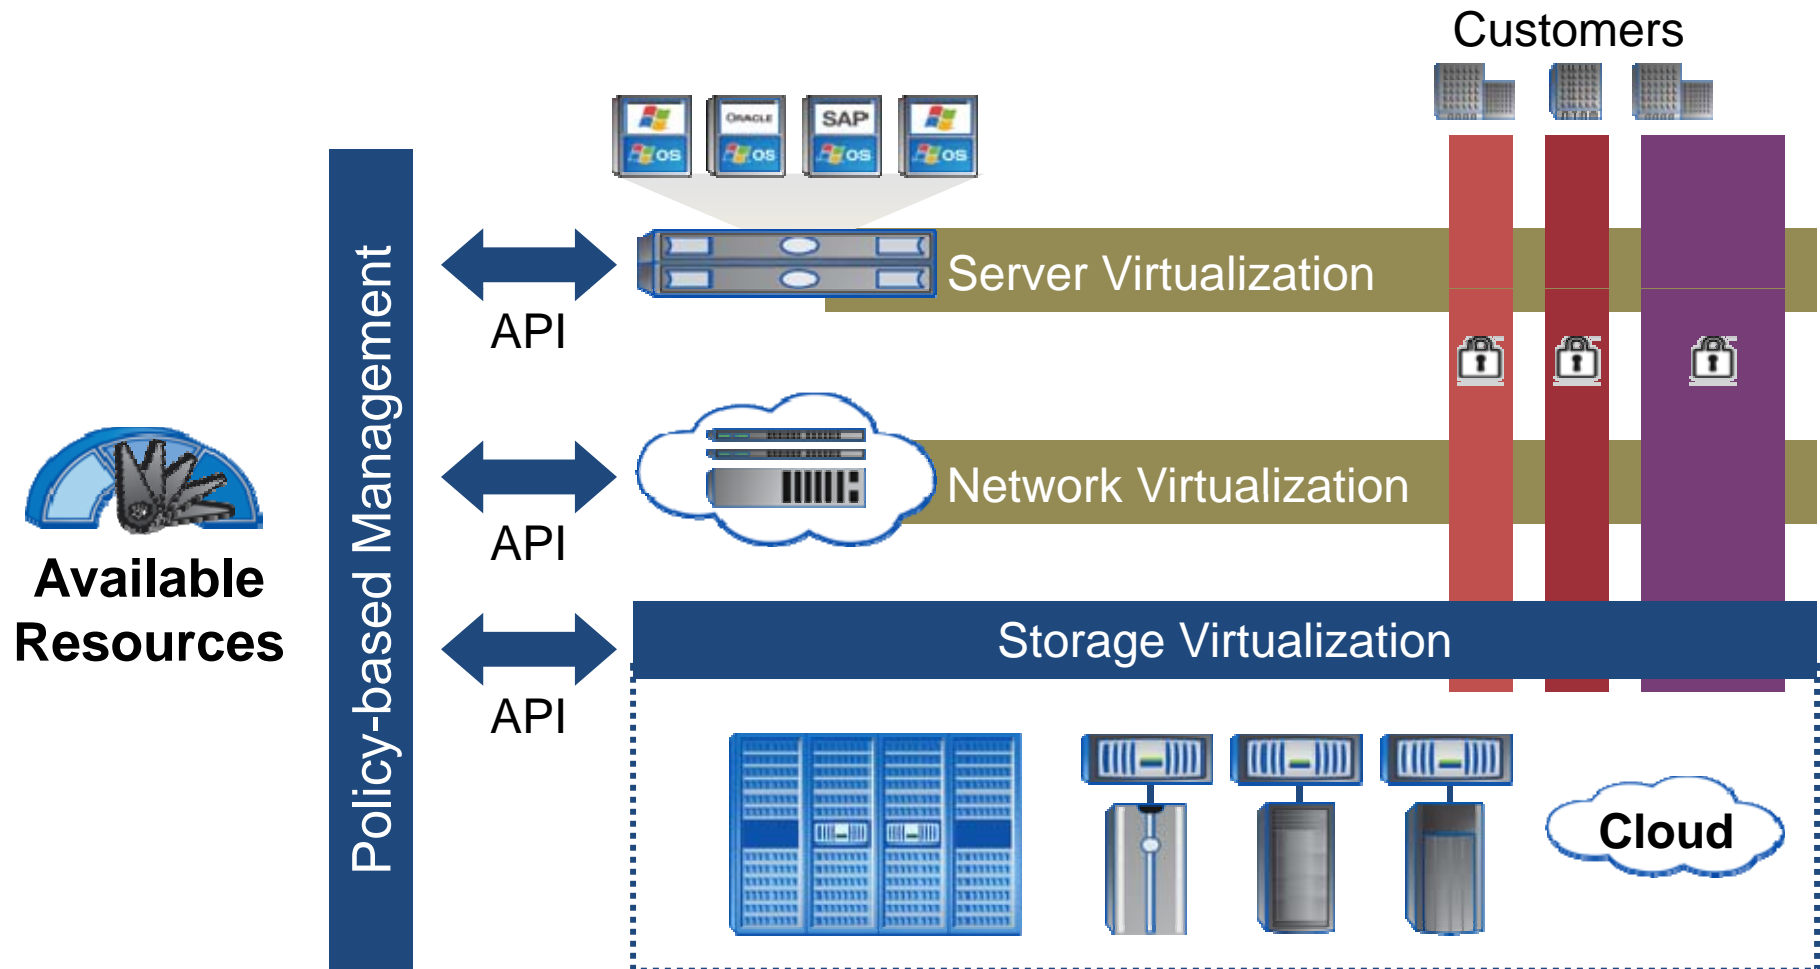 Customers
ORACLE
SAP
OS
OS
OS
OS
Server Virtualization
API
Policy-based Management
Network Virtualization
API
Available
Resources
Storage Virtualization
API
Cloud